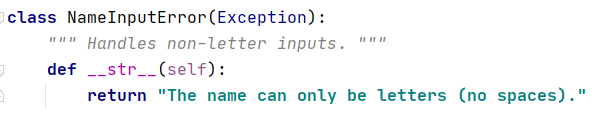 class NameInputError(Exception):
    """ Handles non-letter inputs. """
    def __str__(self):
        return "The name can only be letters (no spaces)."